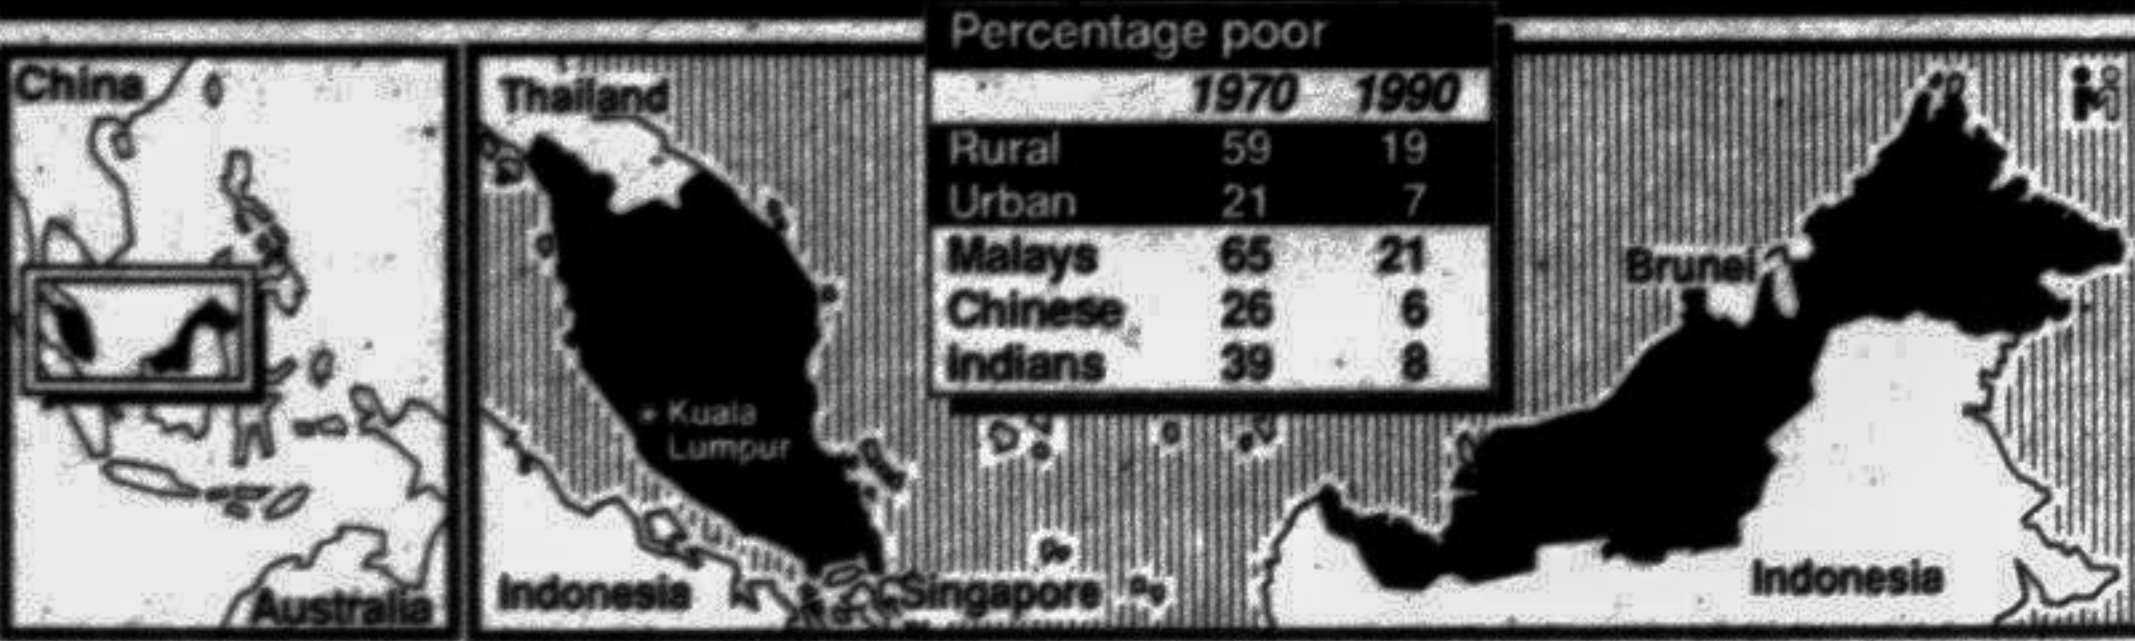 China
Australia
Thailand
Kuala
Lumpur
Indonesia
Singapore
Percentage poor
1970 1990
Rural 59 19
Urban 21 7
Malays 65 21
Chinese 26 6
Indians 39 8
Brunei
Indonesia